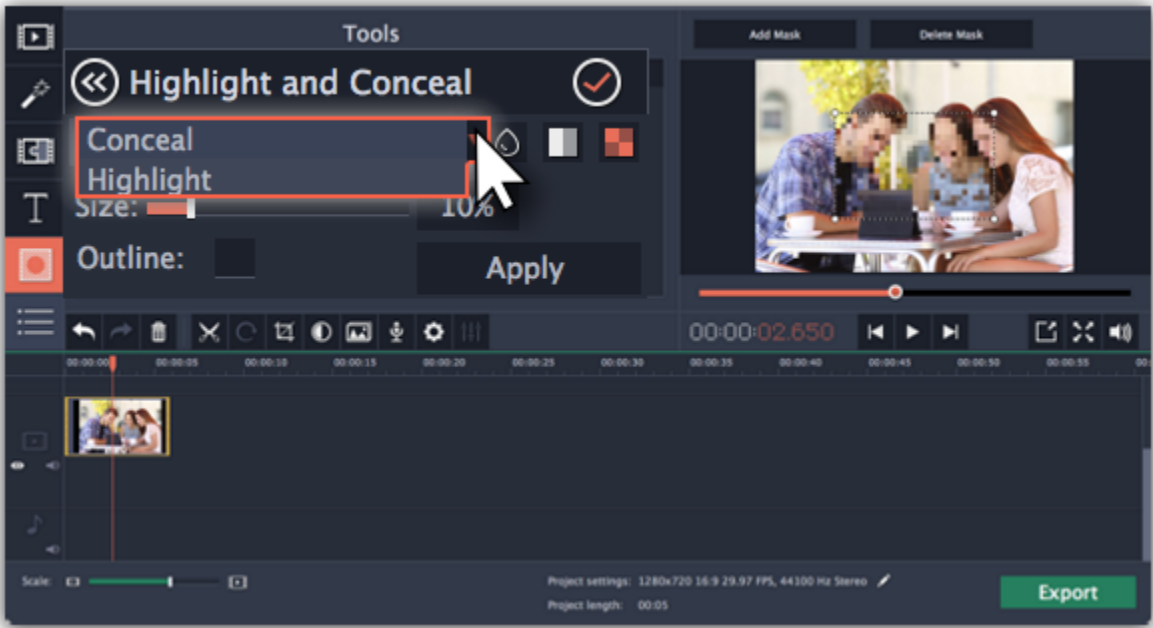 Tools
Add Mask
Delete Mask
Highlight and Conceal
Conceal
Highlight
Size:
10%
Outline:
Apply
T
00:00:02.650
00:00:00 00:00:05 00:00:10 00:00:15 00:00:20 00:00:25 00:00:30 00:00:35 00:00:40 00:00:45 00:00:50 00:00:55 00:
Scale:
Project settings: 1280x720 16:9 29.97 FPS, 44100 Hz Stereo
Project length: 00:05
Export